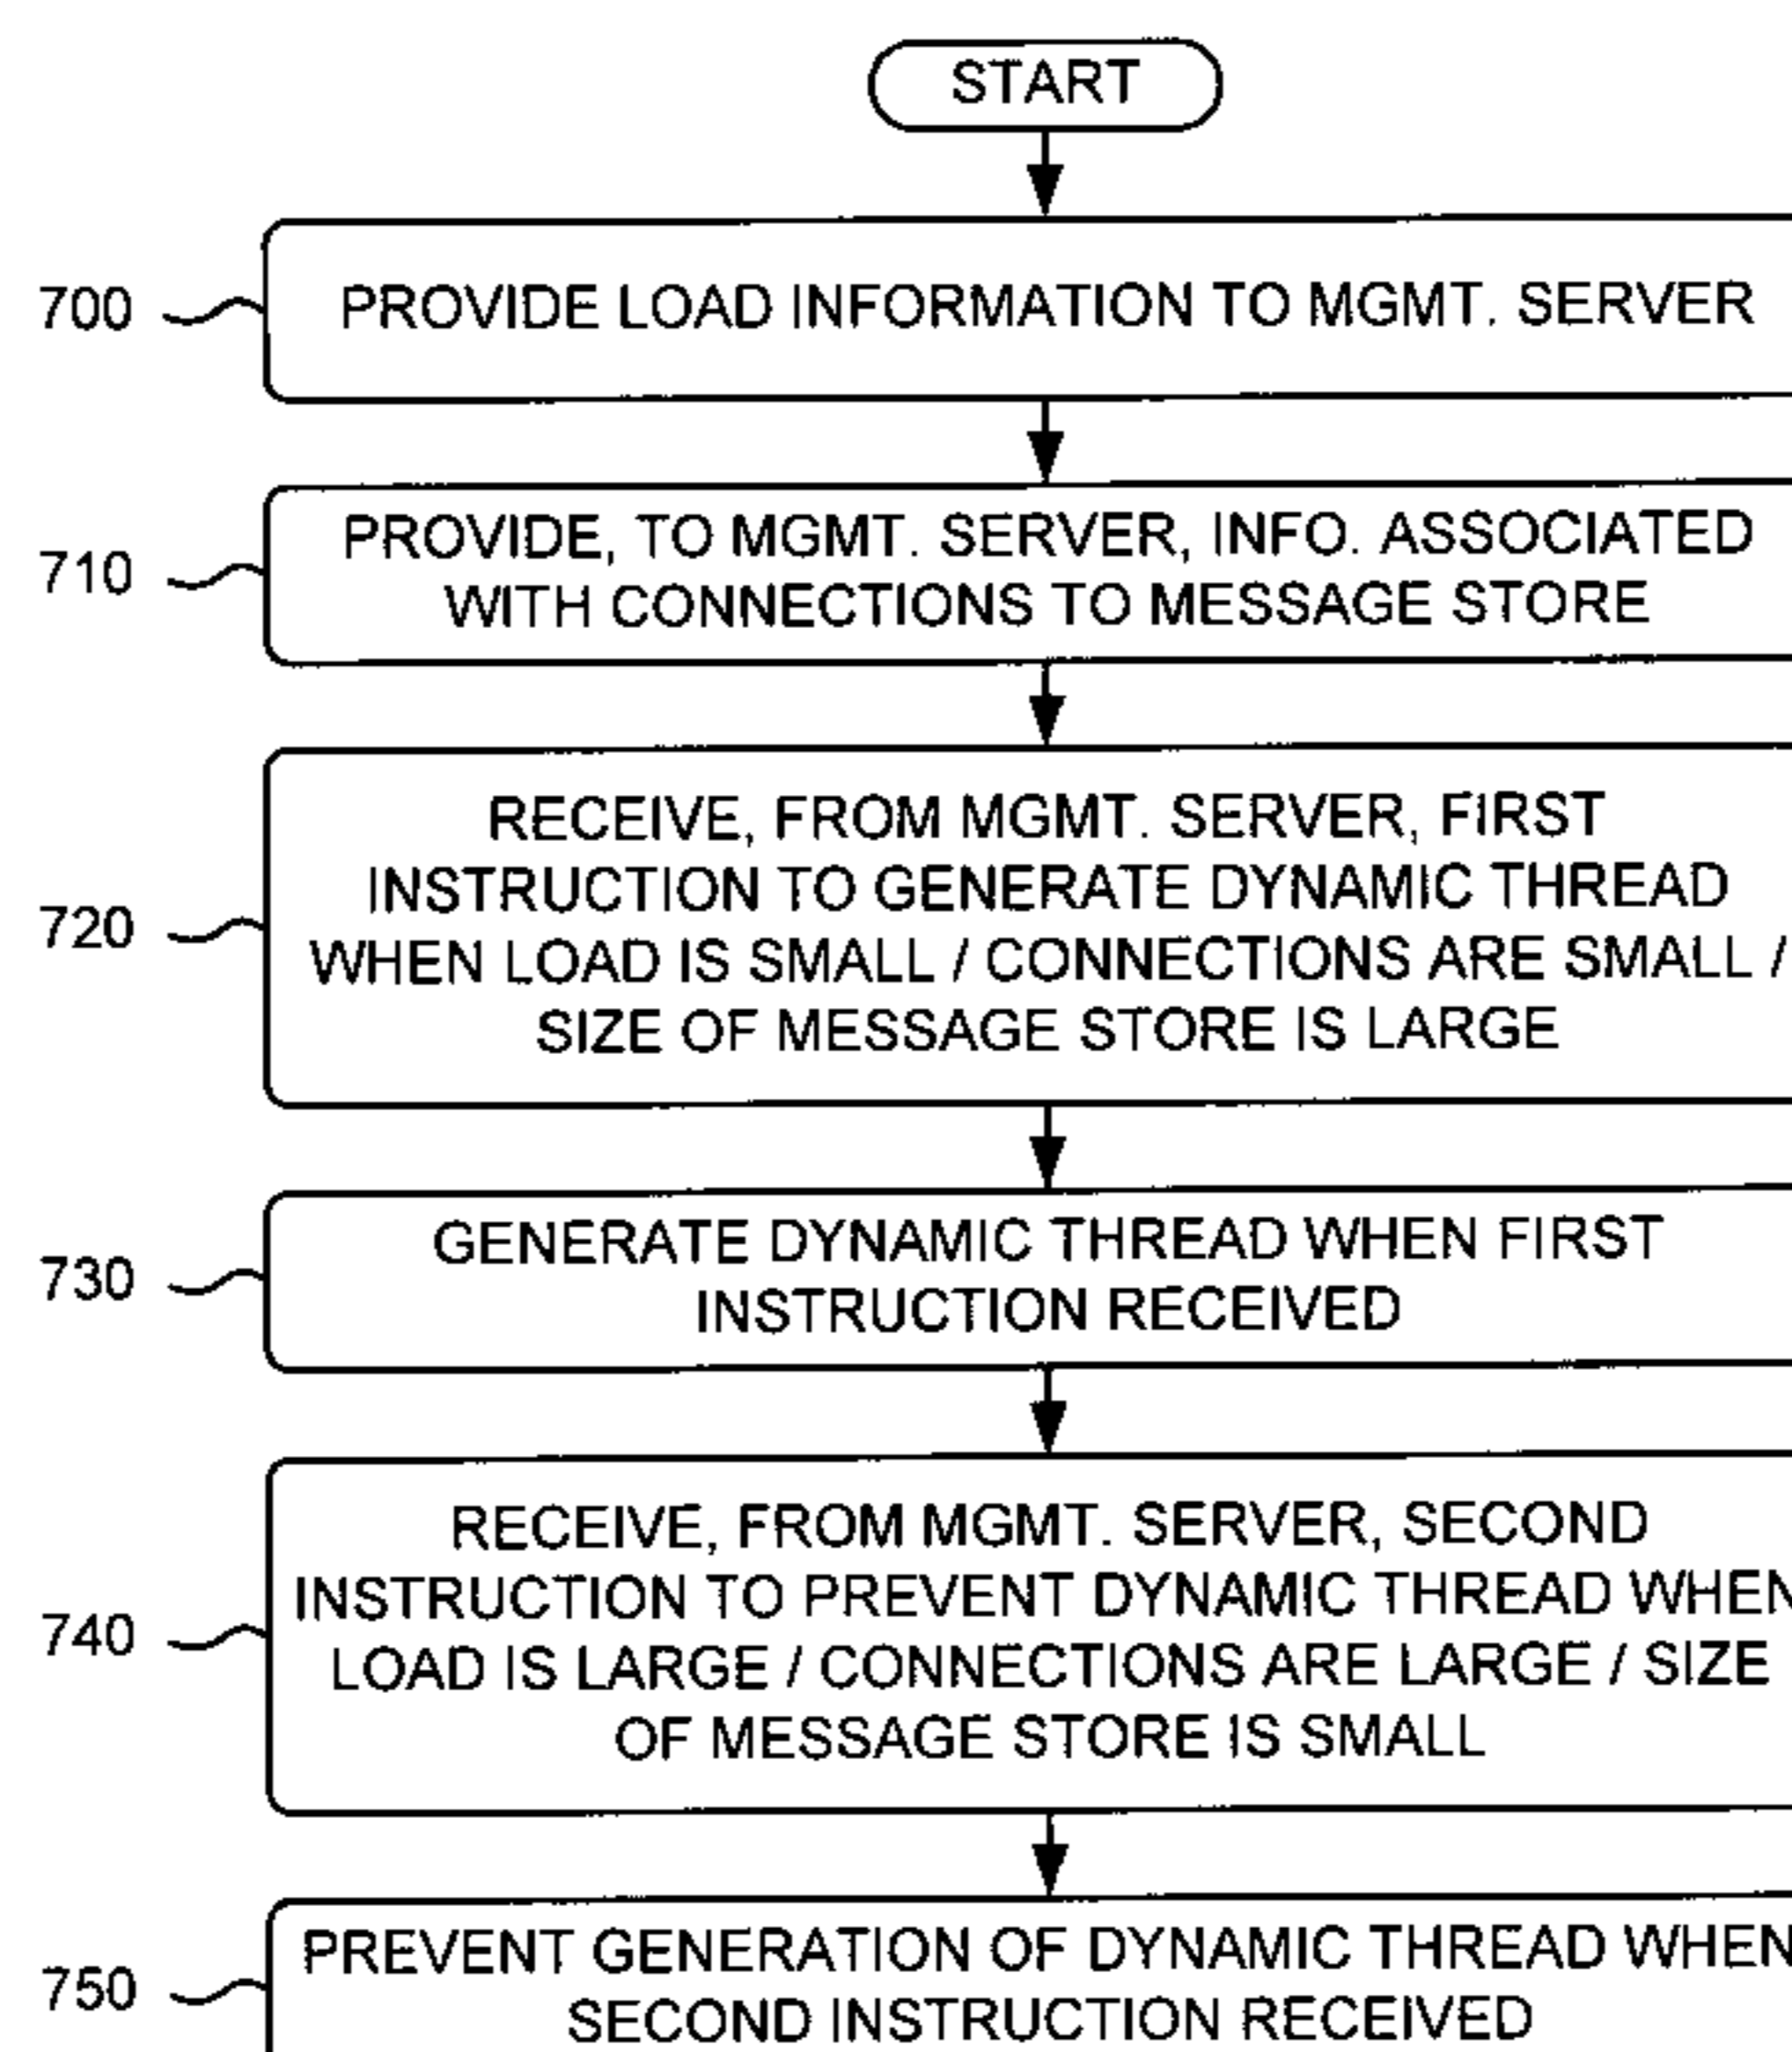 START
700
PROVIDE LOAD INFORMATION TO MGMT. SERVER
710
PROVIDE, TO MGMT. SERVER, INFO. ASSOCIATED
WITH CONNECTIONS TO MESSAGE STORE
720
RECEIVE, FROM MGMT. SERVER, FIRST
INSTRUCTION TO GENERATE DYNAMIC THREAD
WHEN LOAD IS SMALL / CONNECTIONS ARE SMALL /
SIZE OF MESSAGE STORE IS LARGE
730
GENERATE DYNAMIC THREAD WHEN FIRST
INSTRUCTION RECEIVED
740
RECEIVE, FROM MGMT. SERVER, SECOND
INSTRUCTION TO PREVENT DYNAMIC THREAD WHEN
LOAD IS LARGE / CONNECTIONS ARE LARGE / SIZE
OF MESSAGE STORE IS SMALL
750
PREVENT GENERATION OF DYNAMIC THREAD WHEN
SECOND INSTRUCTION RECEIVED